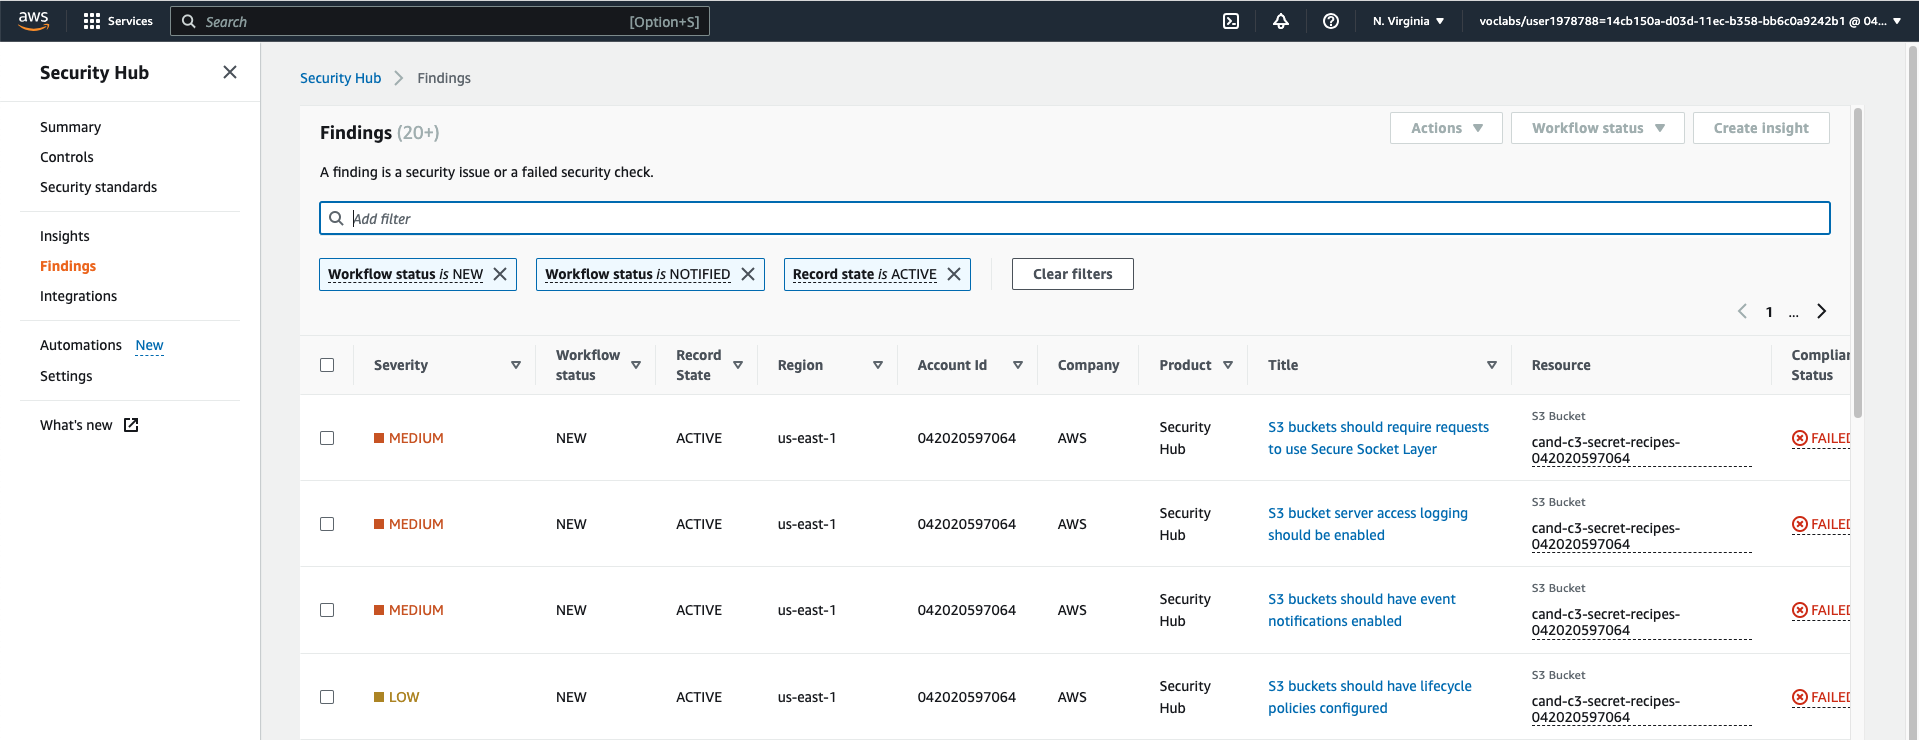 aws
Services
Search
[Option+S]
N. Virginia
voclabs/user1978788=14cb150a-d03d-11ec-b358-bb6c0a9242b1 @ 04...
Security Hub
Summary
Controls
Security standards
Insights
Findings
Integrations
Automations New
Settings
What's new
Security Hub
Findings
Findings (20+)
Actions
Workflow status
Create insight
A finding is a security issue or a failed security check.
Add filter
Workflow status is NEW
Workflow status is NOTIFIED
Record state is ACTIVE
Clear filters
1 ...
Severity
Workflow
status
Record
State
Region
Account Id
Company
Product
Title
Resource
Complian
Status
MEDIUM
NEW
ACTIVE
us-east-1
042020597064
AWS
Security
Hub
S3 buckets should require requests
to use Secure Socket Layer
S3 Bucket
cand-c3-secret-recipes-
042020597064
FAILED
MEDIUM
NEW
ACTIVE
us-east-1
042020597064
AWS
Security
Hub
S3 bucket server access logging
should be enabled
S3 Bucket
cand-c3-secret-recipes-
042020597064
FAILED
MEDIUM
NEW
ACTIVE
us-east-1
042020597064
AWS
Security
Hub
S3 buckets should have event
notifications enabled
S3 Bucket
cand-c3-secret-recipes-
042020597064
FAILED
LOW
NEW
ACTIVE
us-east-1
042020597064
AWS
Security
Hub
S3 buckets should have lifecycle
policies configured
S3 Bucket
cand-c3-secret-recipes-
042020597064
FAILED